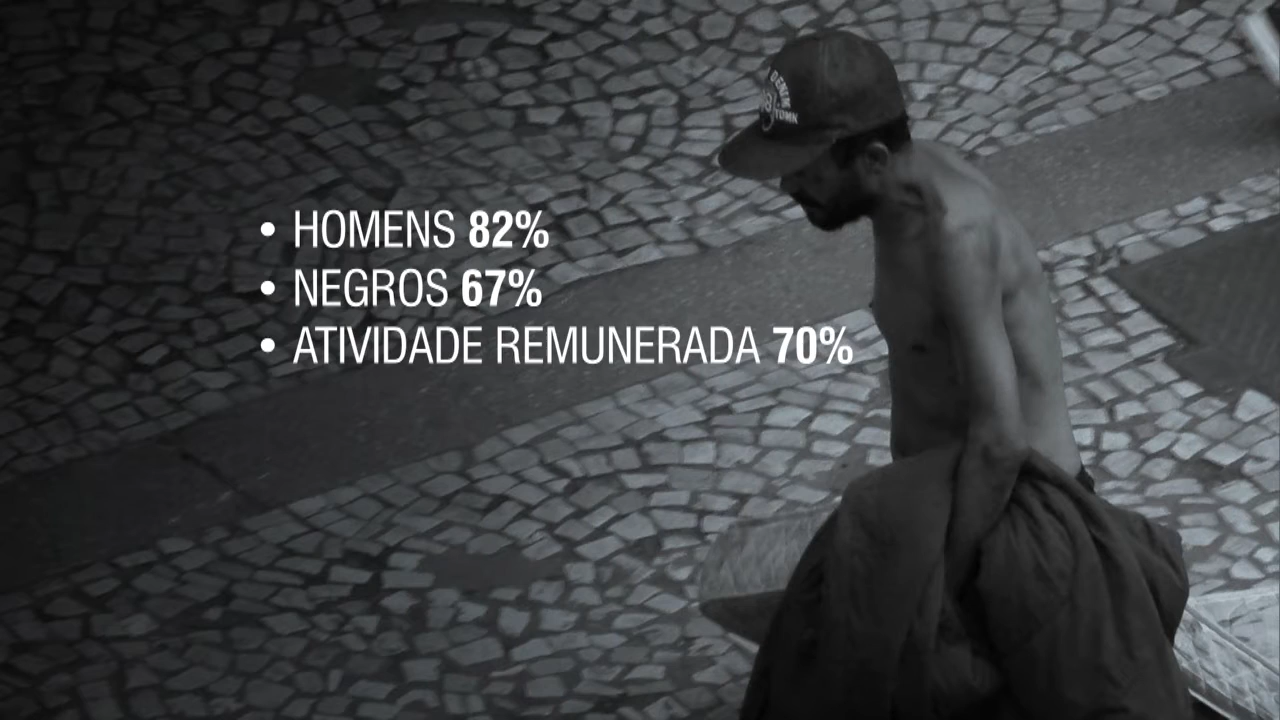 • HOMENS 82%
• NEGROS 67%
• ATIVIDADE REMUNERADA 70%